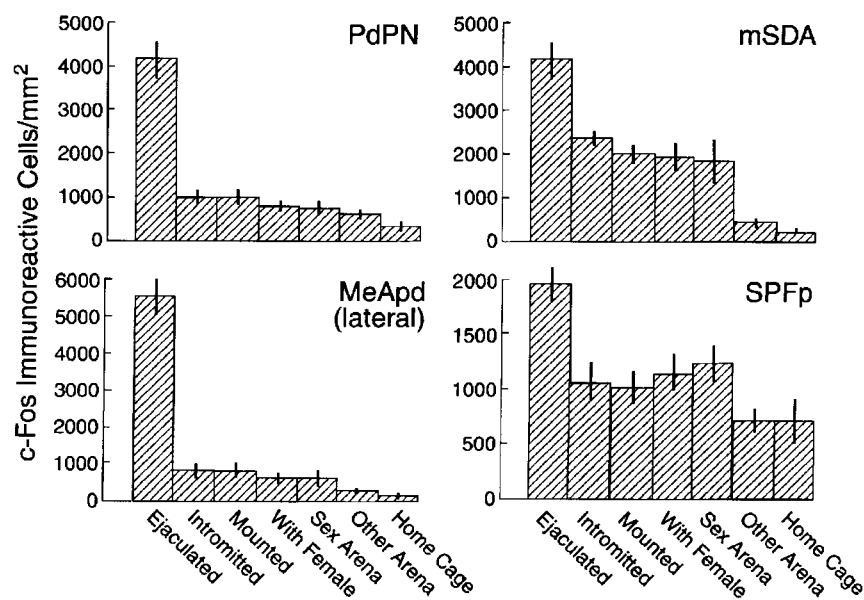 c-Fos Immunoreactive Cells/mm²
PdPN
5000
4000
3000
2000
1000
0
mSDA
5000
4000
3000
2000
1000
0
MeApd
(lateral)
6000
5000
4000
3000
2000
1000
0
SPFp
2000
1500
1000
500
0
Ejaculated
Intromitted
Mounted
With Female
Sex Arena
Other Arena
Home Cage
Ejaculated
Intromitted
Mounted
With Female
Sex Arena
Other Arena
Home Cage